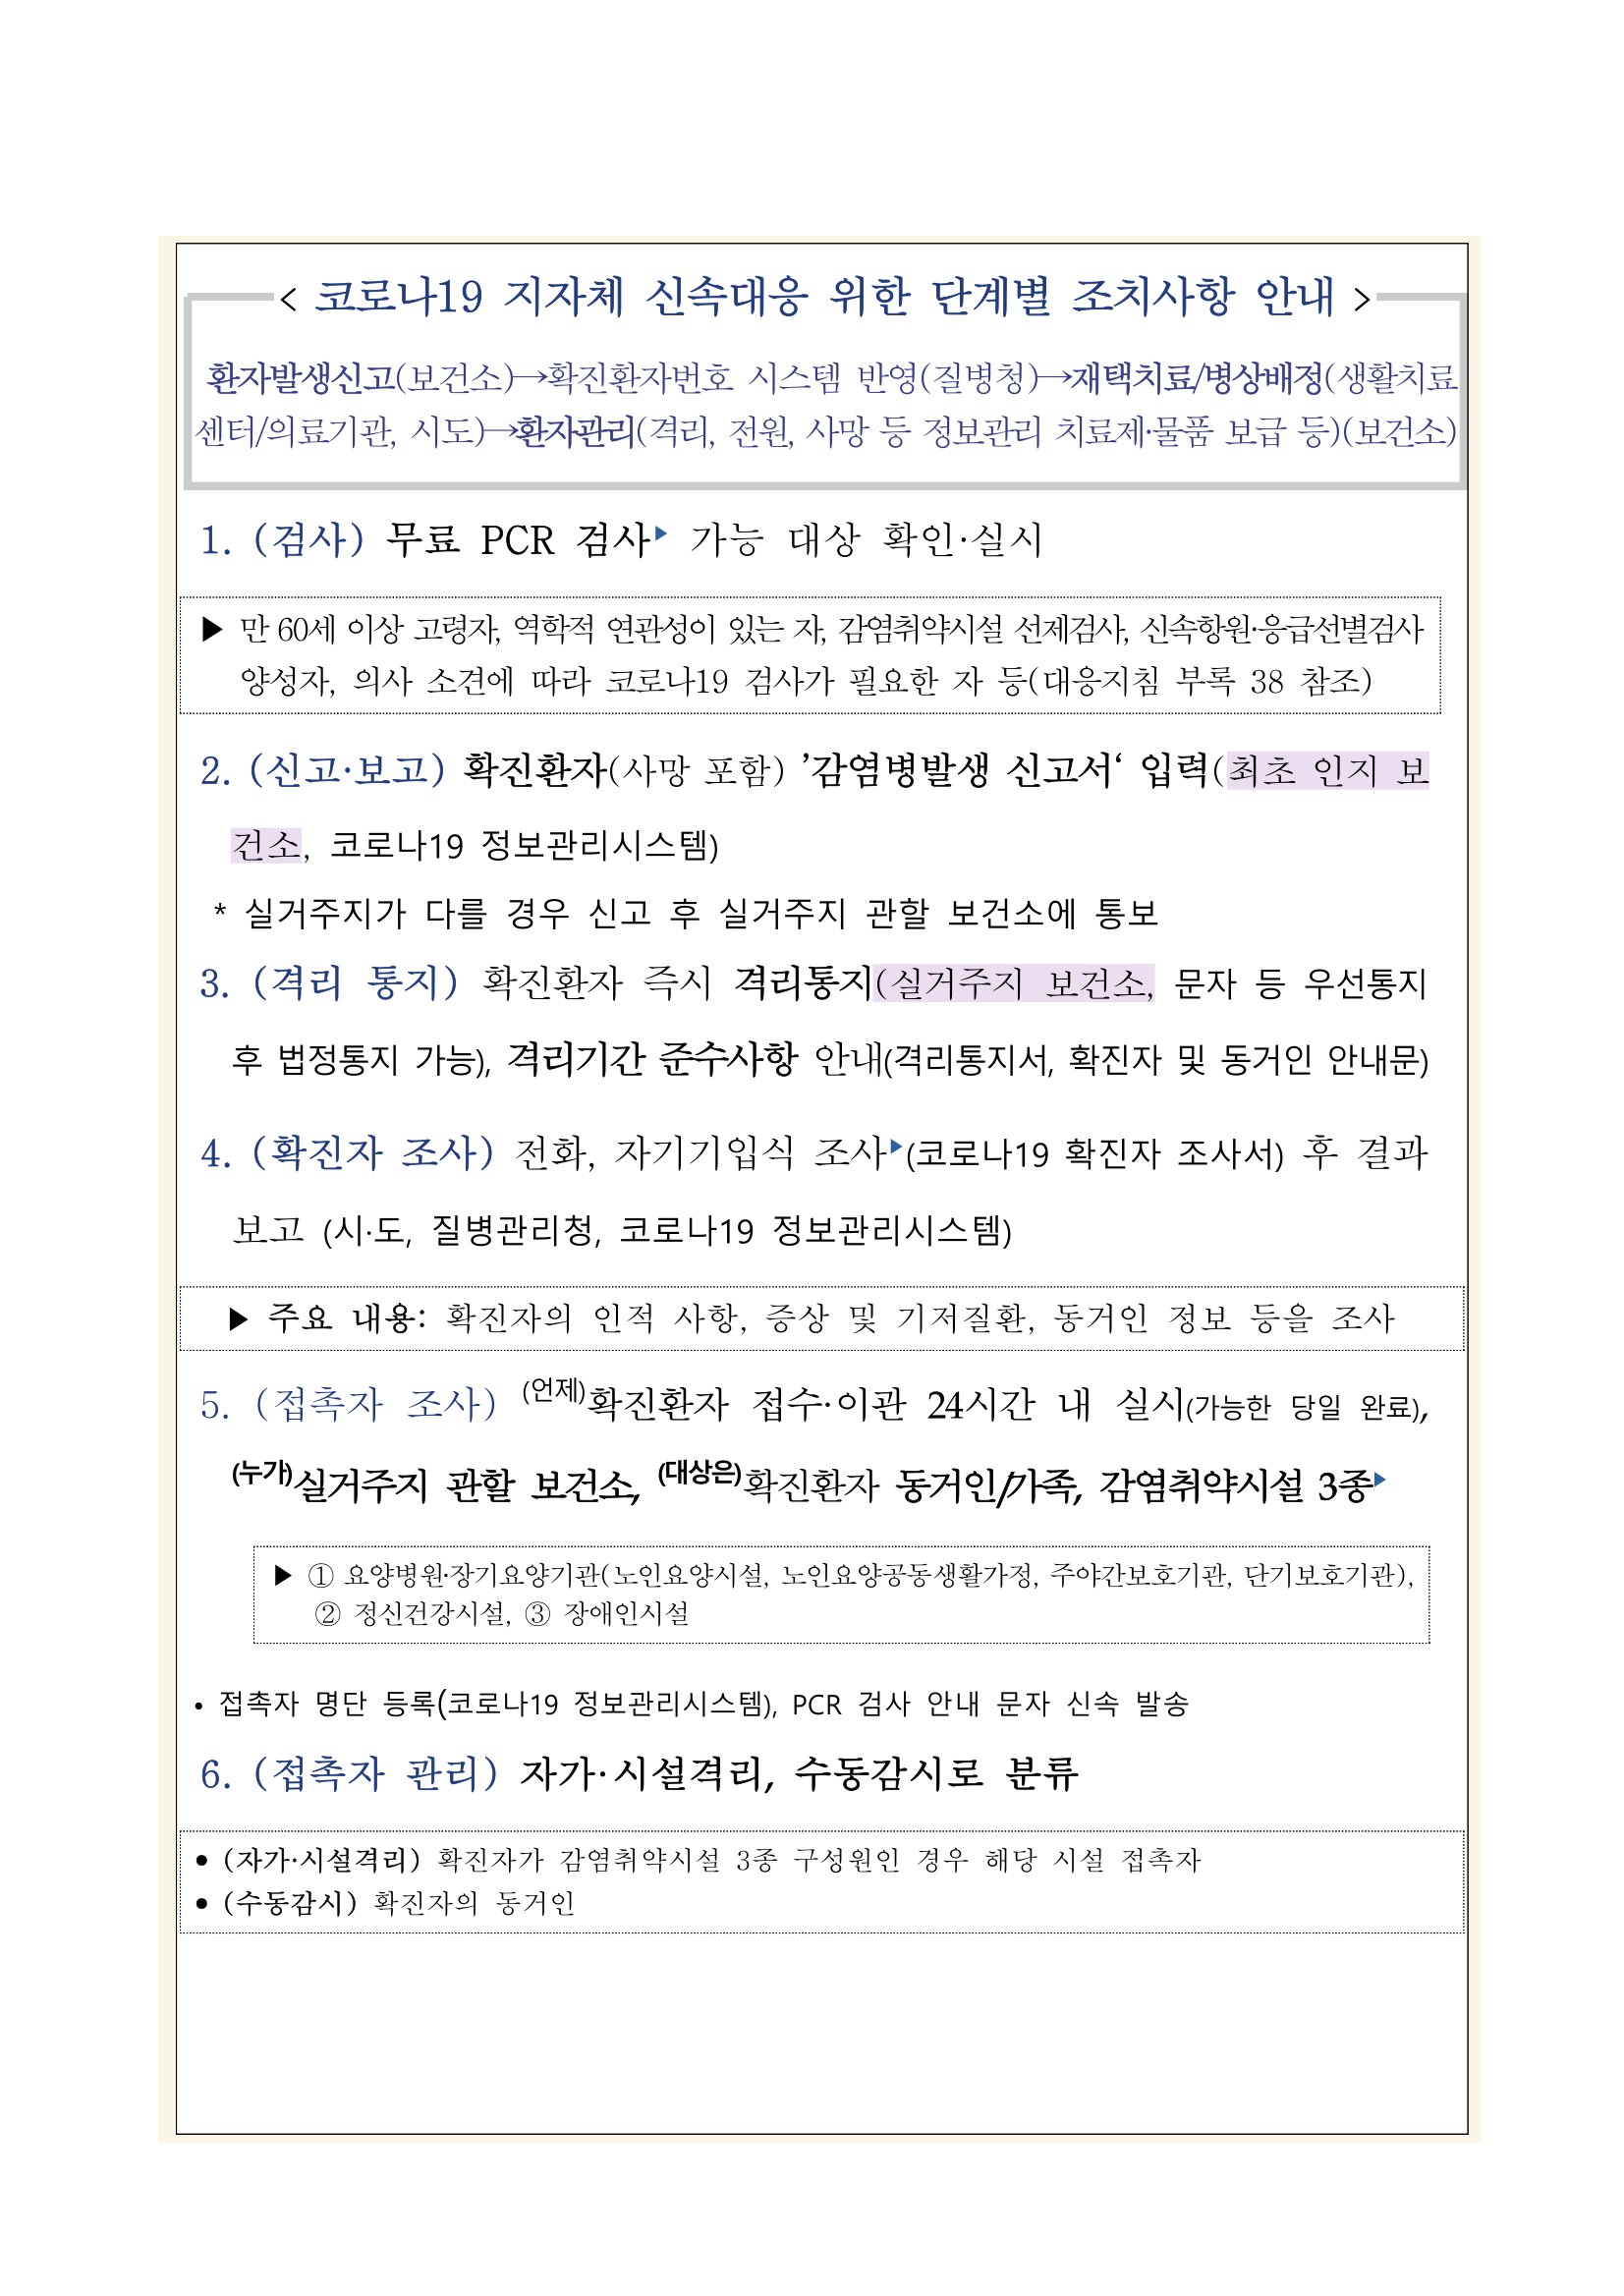 < 코로나19 지자체 신속대응 위한 단계별 조치사항 안내 >
환자발생신고(보건소)→확진환자번호 시스템 반영(질병청)→재택치료/병상배정(생활치료
센터/의료기관, 시도)→환자관리(격리, 전원, 사망 등 정보관리 치료제·물품 보급 등)(보건소)
1. (검사) 무료 PCR 검사▶ 가능 대상 확인·실시
▶ 만 60세 이상 고령자, 역학적 연관성이 있는 자, 감염취약시설 선제검사, 신속항원·응급선별검사
양성자, 의사 소견에 따라 코로나19 검사가 필요한 자 등(대응지침 부록 38 참조)
2. (신고·보고) 확진환자(사망 포함) ’감염병발생 신고서‘ 입력(최초 인지 보
건소, 코로나19 정보관리시스템)
* 실거주지가 다를 경우 신고 후 실거주지 관할 보건소에 통보
3. (격리 통지) 확진환자 즉시 격리통지(실거주지 보건소, 문자 등 우선통지
후 법정통지 가능), 격리기간 준수사항 안내(격리통지서, 확진자 및 동거인 안내문)
4. (확진자 조사) 전화, 자기기입식 조사▶(코로나19 확진자 조사서) 후 결과
보고 (시·도, 질병관리청, 코로나19 정보관리시스템)
▶ 주요 내용: 확진자의 인적 사항, 증상 및 기저질환, 동거인 정보 등을 조사
5. (접촉자 조사) (언제)확진환자 접수·이관 24시간 내 실시(가능한 당일 완료),
(누가)실거주지 관할 보건소, (대상은)확진환자 동거인/가족, 감염취약시설 3종▶
▶ ① 요양병원·장기요양기관(노인요양시설, 노인요양공동생활가정, 주야간보호기관, 단기보호기관),
② 정신건강시설, ③ 장애인시설
• 접촉자 명단 등록(코로나19 정보관리시스템), PCR 검사 안내 문자 신속 발송
6. (접촉자 관리) 자가·시설격리, 수동감시로 분류
● (자가·시설격리) 확진자가 감염취약시설 3종 구성원인 경우 해당 시설 접촉자
● (수동감시) 확진자의 동거인